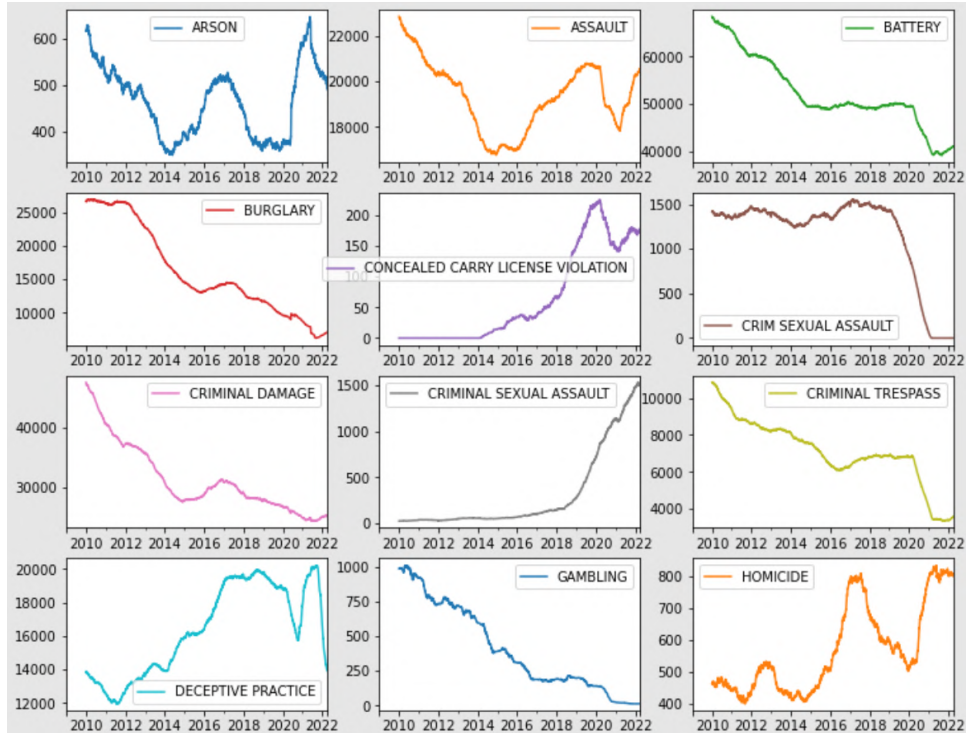 ARSON
600
500
400
2010 2012 2014 2016 2018 2020 2022
ASSAULT
22000
20000
18000
2010 2012 2014 2016 2018 2020 2022
BATTERY
60000
50000
40000
2010 2012 2014 2016 2018 2020 2022
BURGLARY
25000
20000
15000
10000
2010 2012 2014 2016 2018 2020 2022
CONCEALED CARRY LICENSE VIOLATION
200
150
100
50
0
2010 2012 2014 2016 2018 2020 2022
CRIM SEXUAL ASSAULT
1500
1000
500
0
2010 2012 2014 2016 2018 2020 2022
CRIMINAL DAMAGE
40000
30000
2010 2012 2014 2016 2018 2020 2022
CRIMINAL SEXUAL ASSAULT
1500
1000
500
0
2010 2012 2014 2016 2018 2020 2022
CRIMINAL TRESPASS
10000
8000
6000
4000
2010 2012 2014 2016 2018 2020 2022
DECEPTIVE PRACTICE
20000
18000
16000
14000
12000
2010 2012 2014 2016 2018 2020 2022
GAMBLING
1000
750
500
250
0
2010 2012 2014 2016 2018 2020 2022
HOMICIDE
800
700
600
500
400
2010 2012 2014 2016 2018 2020 2022